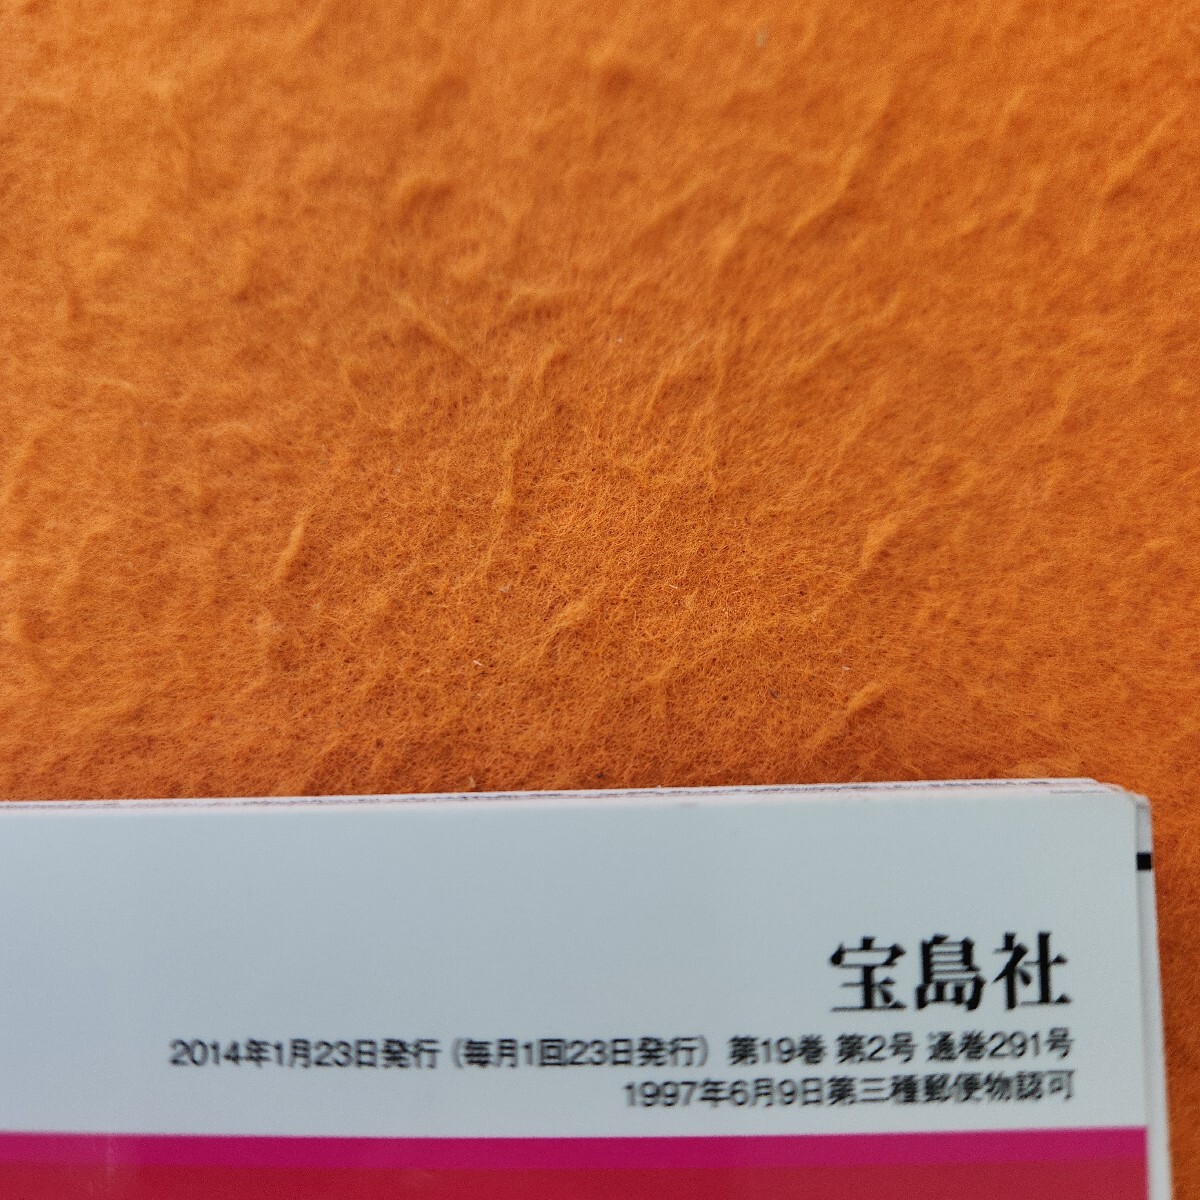 宝島社
2014年1月23日発行（毎月1回23日発行）第19巻 第2号 通巻291号
1997年6月9日第三種郵便物認可